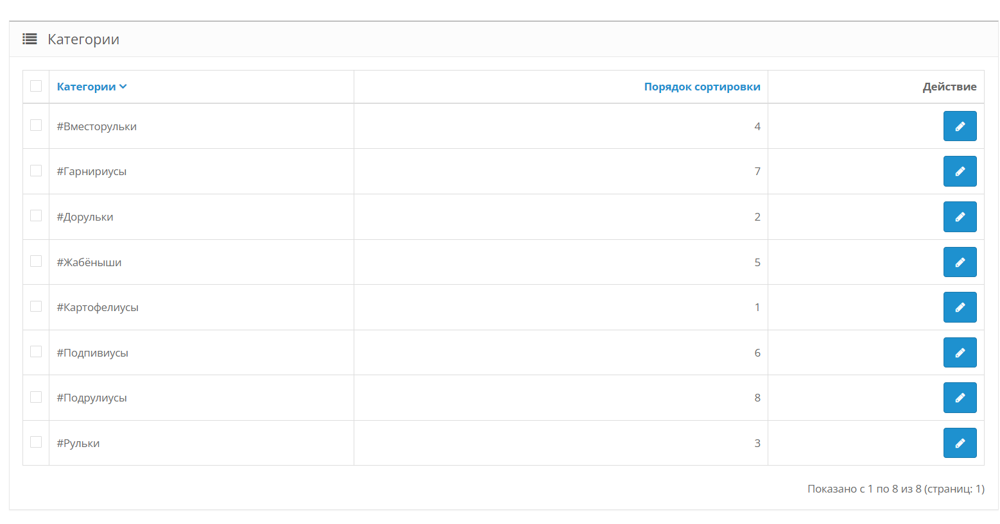 Категории
Категории Порядок сортировки Действие
#Вместорульки 4
#Гарнириусы 7
#Дорульки 2
#Жабёныши 5
#Картофелиусы 1
#Подпивиусы 6
#Подрулиусы 8
#Рульки 3
Показано с 1 по 8 из 8 (страниц: 1)